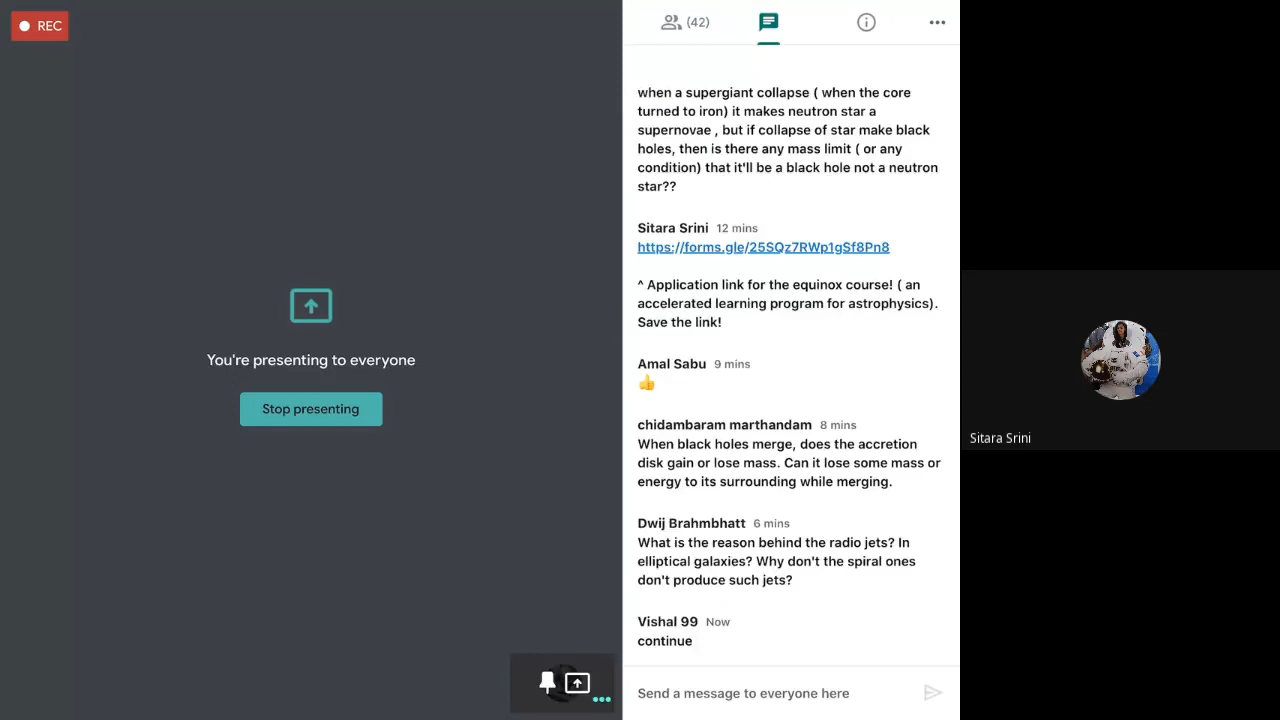 REC
(42)
when a supergiant collapse ( when the core
turned to iron) it makes neutron star a
supernovae , but if collapse of star make black
holes, then is there any mass limit ( or any
condition) that it'll be a black hole not a neutron
star??
Sitara Srini 12 mins
https://forms.gle/25SQz7RWp1gSf8Pn8
^ Application link for the equinox course! ( an
accelerated learning program for astrophysics).
Save the link!
Amal Sabu 9 mins
👍
chidambaram marthandam 8 mins
When black holes merge, does the accretion
disk gain or lose mass. Can it lose some mass or
energy to its surrounding while merging.
Dwij Brahmbhatt 6 mins
What is the reason behind the radio jets? In
elliptical galaxies? Why don't the spiral ones
don't produce such jets?
Vishal 99 Now
continue
Send a message to everyone here
You're presenting to everyone
Stop presenting
Sitara Srini